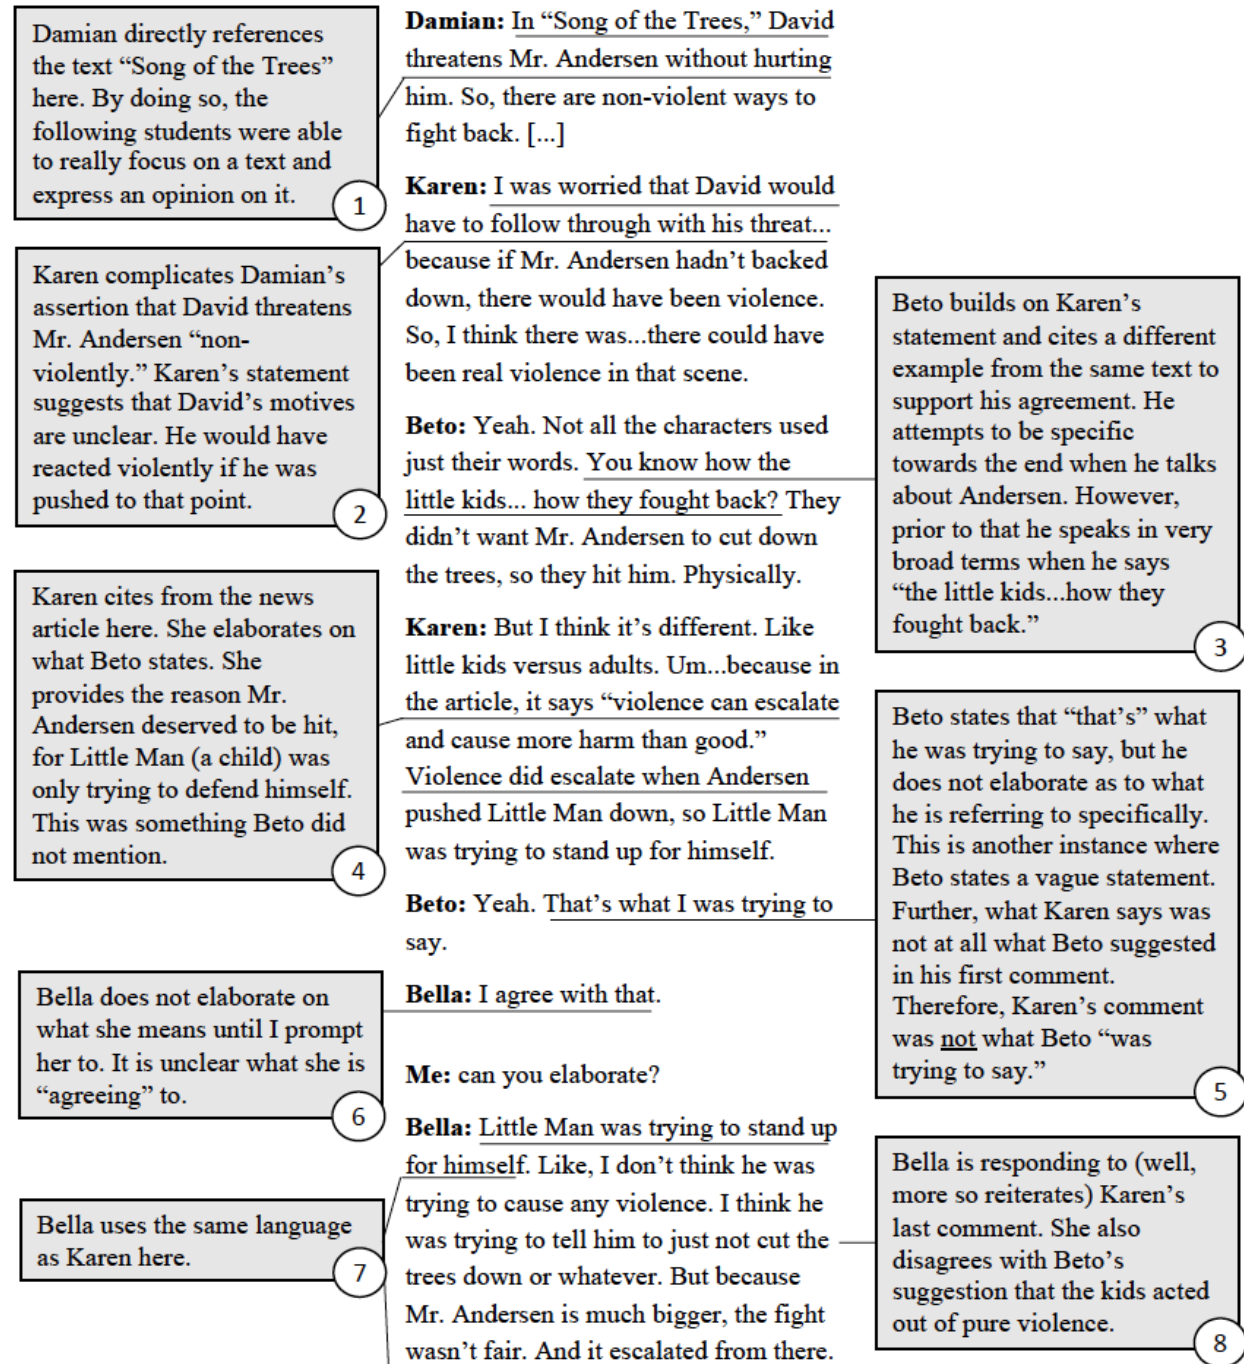 Damian directly references
the text “Song of the Trees”
here. By doing so, the
following students were able
to really focus on a text and
express an opinion on it.
1
Damian: In “Song of the Trees,” David
threatens Mr. Andersen without hurting
him. So, there are non-violent ways to
fight back. [...]
Karen: I was worried that David would
have to follow through with his threat...
because if Mr. Andersen hadn’t backed
down, there would have been violence.
So, I think there was...there could have
been real violence in that scene.
Karen complicates Damian’s
assertion that David threatens
Mr. Andersen “non-
violently.” Karen’s statement
suggests that David’s motives
are unclear. He would have
reacted violently if he was
pushed to that point.
2
Beto: Yeah. Not all the characters used
just their words. You know how the
little kids... how they fought back? They
didn’t want Mr. Andersen to cut down
the trees, so they hit him. Physically.
Beto builds on Karen’s
statement and cites a different
example from the same text to
support his agreement. He
attempts to be specific
towards the end when he talks
about Andersen. However,
prior to that he speaks in very
broad terms when he says
“the little kids...how they
fought back.”
3
Karen: But I think it’s different. Like
little kids versus adults. Um...because in
the article, it says “violence can escalate
and cause more harm than good.”
Violence did escalate when Andersen
pushed Little Man down, so Little Man
was trying to stand up for himself.
Karen cites from the news
article here. She elaborates on
what Beto states. She
provides the reason Mr.
Andersen deserved to be hit,
for Little Man (a child) was
only trying to defend himself.
This was something Beto did
not mention.
4
Beto: Yeah. That’s what I was trying to
say.
Beto states that “that’s” what
he was trying to say, but he
does not elaborate as to what
he is referring to specifically.
This is another instance where
Beto states a vague statement.
Further, what Karen says was
not at all what Beto suggested
in his first comment.
Therefore, Karen’s comment
was not what Beto “was
trying to say.”
5
Bella: I agree with that.
Bella does not elaborate on
what she means until I prompt
her to. It is unclear what she is
“agreeing” to.
6
Me: can you elaborate?
Bella: Little Man was trying to stand up
for himself. Like, I don’t think he was
trying to cause any violence. I think he
was trying to tell him to just not cut the
trees down or whatever. But because
Mr. Andersen is much bigger, the fight
wasn’t fair. And it escalated from there.
Bella uses the same language
as Karen here.
7
Bella is responding to (well,
more so reiterates) Karen’s
last comment. She also
disagrees with Beto’s
suggestion that the kids acted
out of pure violence.
8